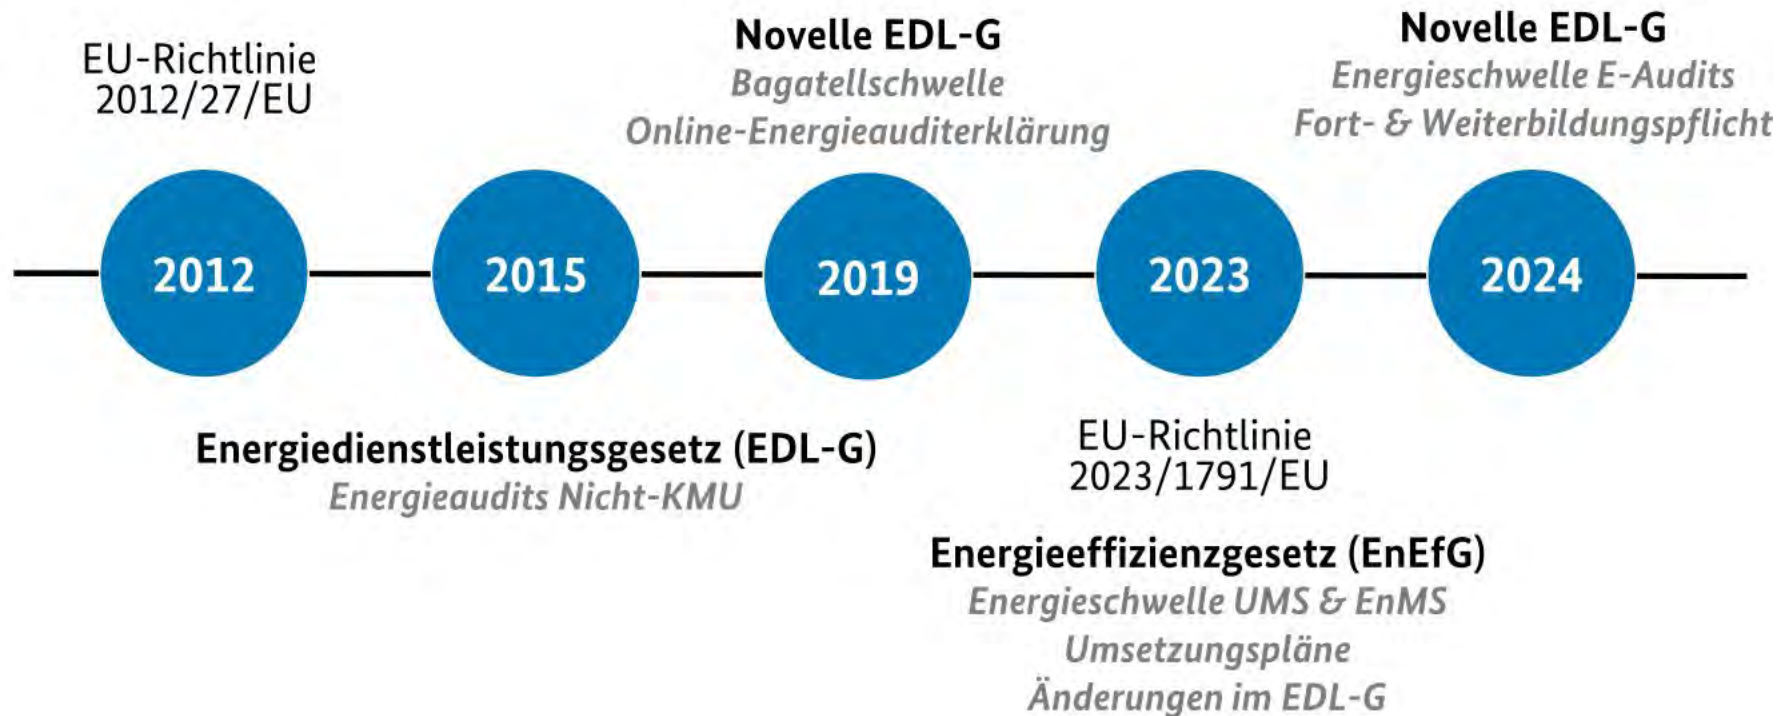 EU-Richtlinie
2012/27/EU
Novelle EDL-G
Bagatellschwelle
Online-Energieauditerklärung
Novelle EDL-G
Energieschwelle E-Audits
Fort- & Weiterbildungspflicht
2012
2015
2019
2023
2024
Energiedienstleistungsgesetz (EDL-G)
Energieaudits Nicht-KMU
EU-Richtlinie
2023/1791/EU
Energieeffizienzgesetz (EnEfG)
Energieschwelle UMS & EnMS
Umsetzungspläne
Änderungen im EDL-G